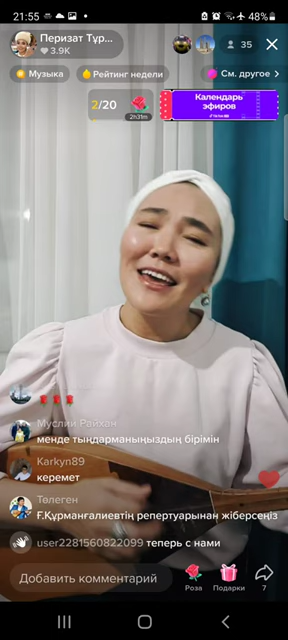 21:55 48%
Перизат Тұр...
3.9K
35
Музыка
Рейтинг недели
См. другое >
2/20
2h31m
Календарь
эфиров
Муслии Райхан
менде тыңдарманыңыздың бірімін
Karkyn89
керемет
Төлеген
Ғ.Құрманғалиевтің репертуарынан жіберсеңіз
user2281560822099 теперь с нами
Добавить комментарий
Роза
Подарки
7